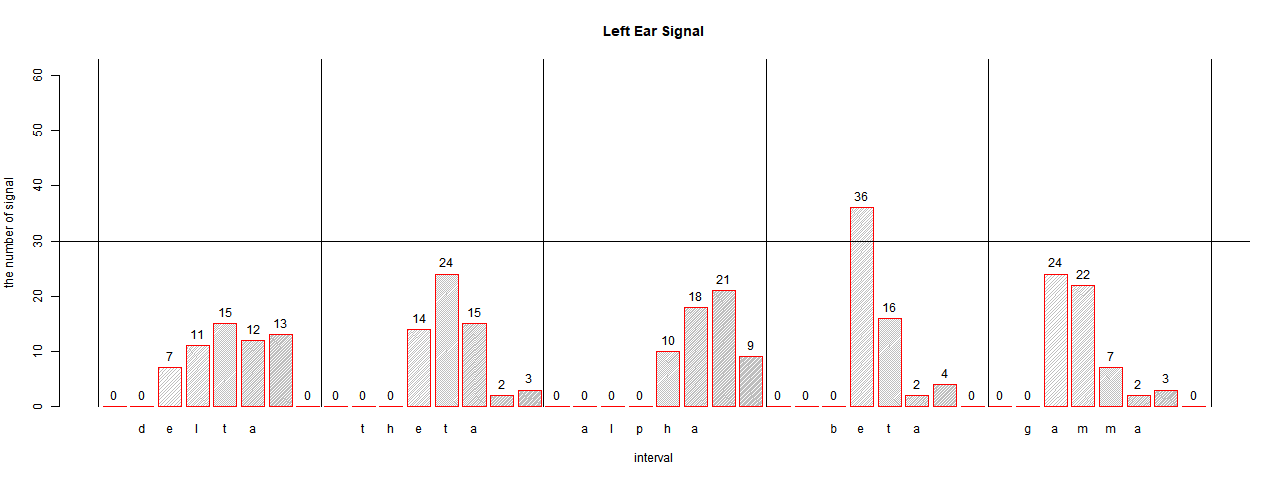 Left Ear Signal
the number of signal
60
50
40
30
20
10
0
0 0 7 11 15 12 13 0 0 0 0 14 24 15 2 3 0 0 0 0 10 18 21 9 0 0 0 36 16 2 4 0 0 0 24 22 7 2 3 0
d e l t a t h e t a a l p h a b e t a g a m m a
interval